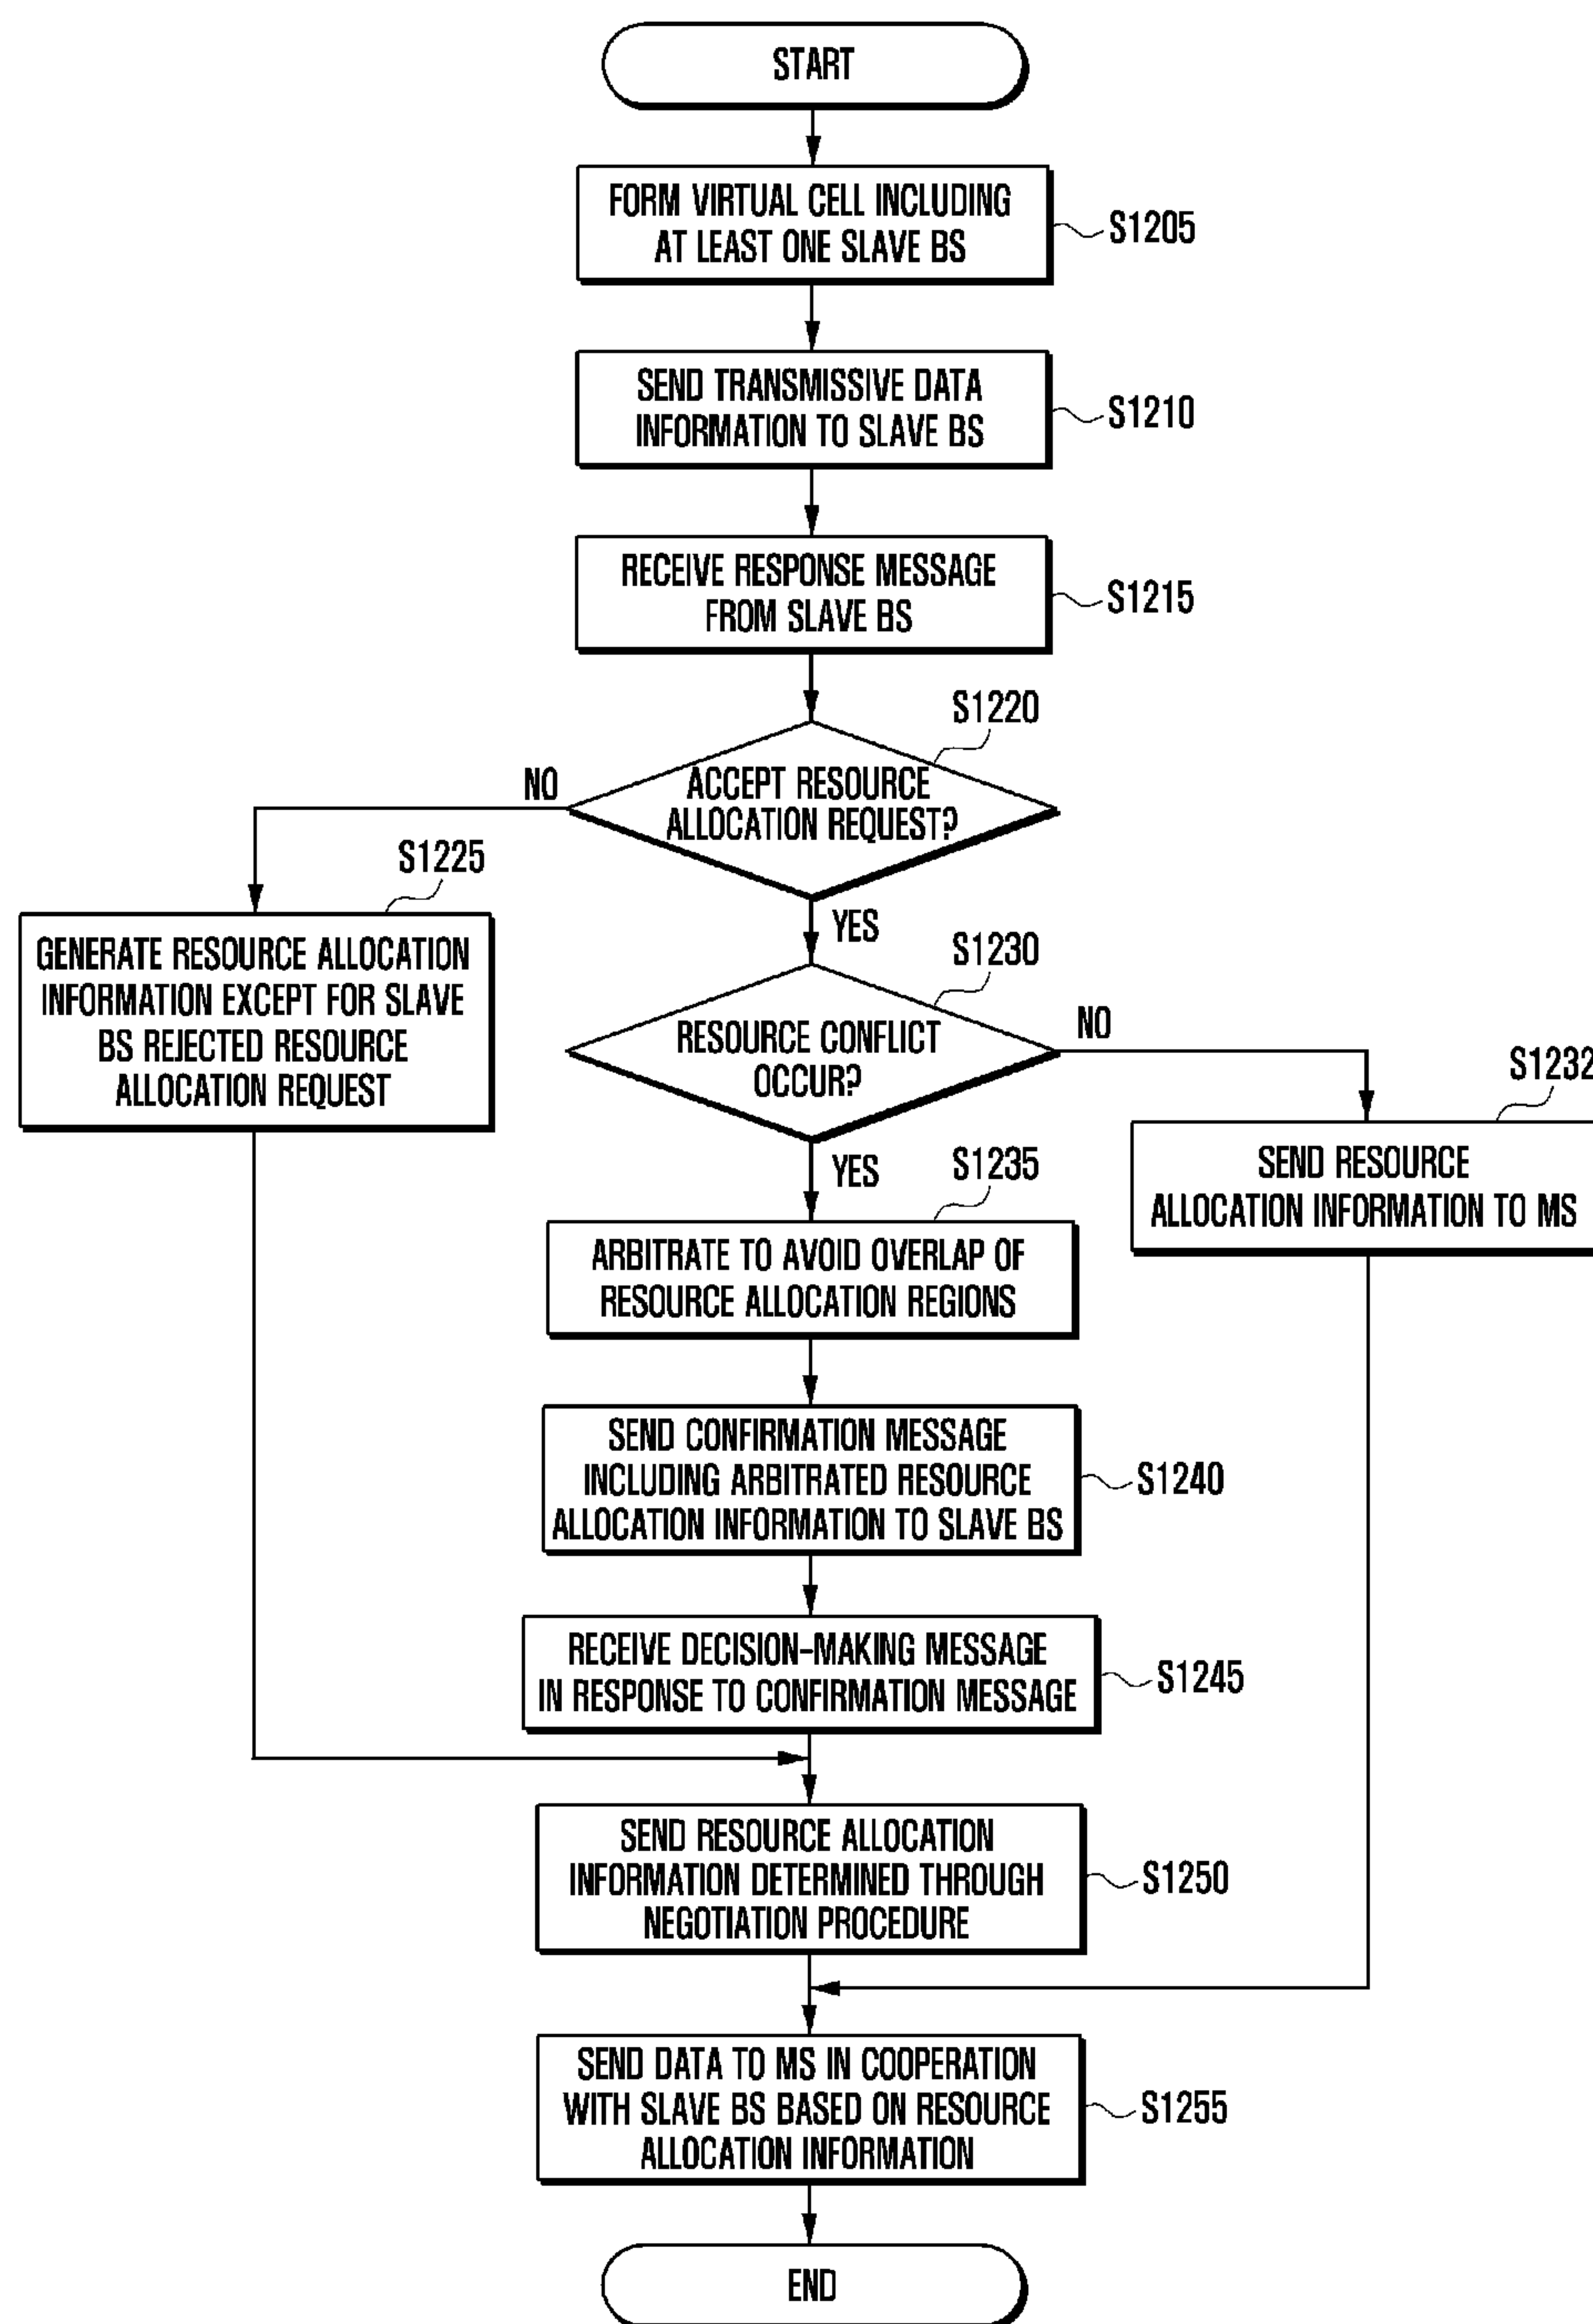 START
FORM VIRTUAL CELL INCLUDING
AT LEAST ONE SLAVE BS
S1205
SEND TRANSMISSIVE DATA
INFORMATION TO SLAVE BS
S1210
RECEIVE RESPONSE MESSAGE
FROM SLAVE BS
S1215
S1220
NO
ACCEPT RESOURCE
ALLOCATION REQUEST?
S1225
YES
GENERATE RESOURCE ALLOCATION
INFORMATION EXCEPT FOR SLAVE
BS REJECTED RESOURCE
ALLOCATION REQUEST
S1230
NO
RESOURCE CONFLICT
OCCUR?
S1232
YES
S1235
SEND RESOURCE
ALLOCATION INFORMATION TO MS
ARBITRATE TO AVOID OVERLAP OF
RESOURCE ALLOCATION REGIONS
SEND CONFIRMATION MESSAGE
INCLUDING ARBITRATED RESOURCE
ALLOCATION INFORMATION TO SLAVE BS
S1240
RECEIVE DECISION-MAKING MESSAGE
IN RESPONSE TO CONFIRMATION MESSAGE
S1245
SEND RESOURCE ALLOCATION
INFORMATION DETERMINED THROUGH
NEGOTIATION PROCEDURE
S1250
SEND DATA TO MS IN COOPERATION
WITH SLAVE BS BASED ON RESOURCE
ALLOCATION INFORMATION
S1255
END